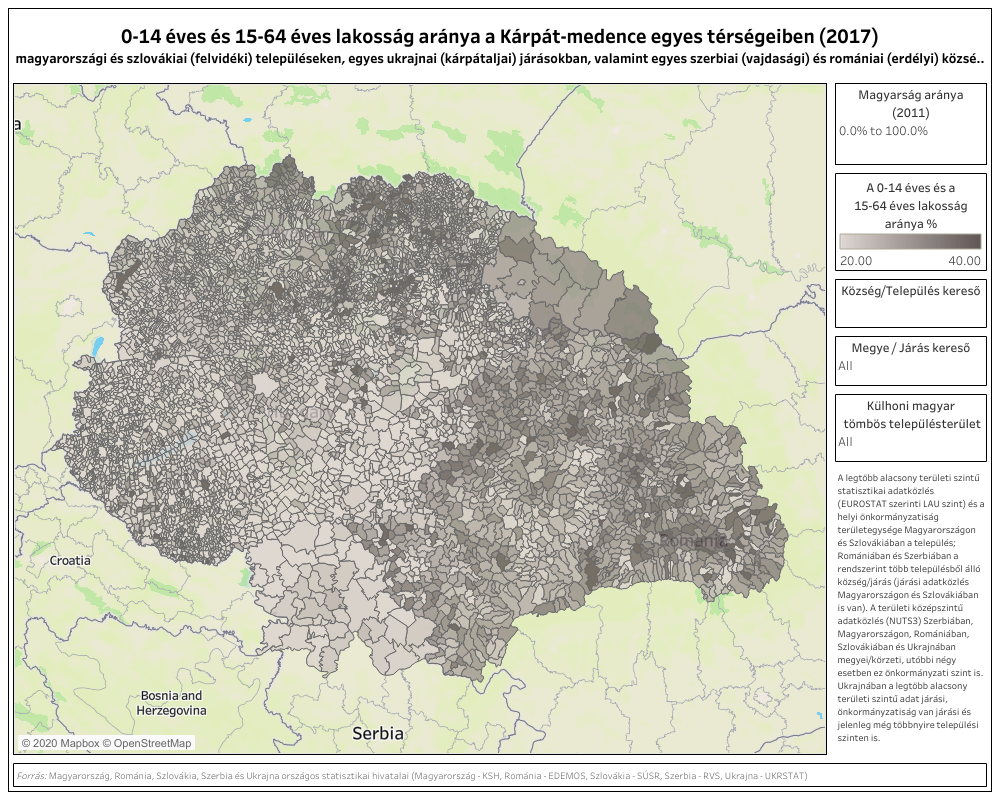 0-14 éves és 15-64 éves lakosság aránya a Kárpát-medence egyes térségeiben (2017)
magyarországi és szlovákiai (felvidéki) településeken, egyes ukrajnai (kárpátaljai) járásokban, valamint egyes szerbiai (vajdasági) és romániai (erdélyi) közsé..
a
Croatia
Bosnia and
Herzegovina
Serbia
Romania
© 2020 Mapbox © OpenStreetMap
Magyarság aránya
(2011)
0.0% to 100.0%
A 0-14 éves és a
15-64 éves lakosság
aránya %
20.00 40.00
Község/Település kereső
Megye / Járás kereső
All
Külhoni magyar
tömbös településterület
All
A legtöbb alacsony területi szintű
statisztikai adatközlés
(EUROSTAT szerinti LAU szint) és a
helyi önkormányzatiság
területegysége Magyarországon
és Szlovákiában a település;
Romániában és Szerbiában a
rendszerint több településből álló
község/járás (járási adatközlés
Magyarországon és Szlovákiában
is van). A területi középszintű
adatközlés (NUTS3) Szerbiában,
Magyarországon, Romániában,
Szlovákiában és Ukrajnában
megyei/körzeti, utóbbi négy
esetben ez önkormányzati szint is.
Ukrajnában a legtöbb alacsony
területi szintű adat járási,
önkormányzatiság van járási és
jelenleg még többnyire települési
szinten is.
Forrás: Magyarország, Románia, Szlovákia, Szerbia és Ukrajna országos statisztikai hivatalai (Magyarország - KSH, Románia - EDEMOS, Szlovákia - SÚSR, Szerbia - RVS, Ukrajna - UKRSTAT)